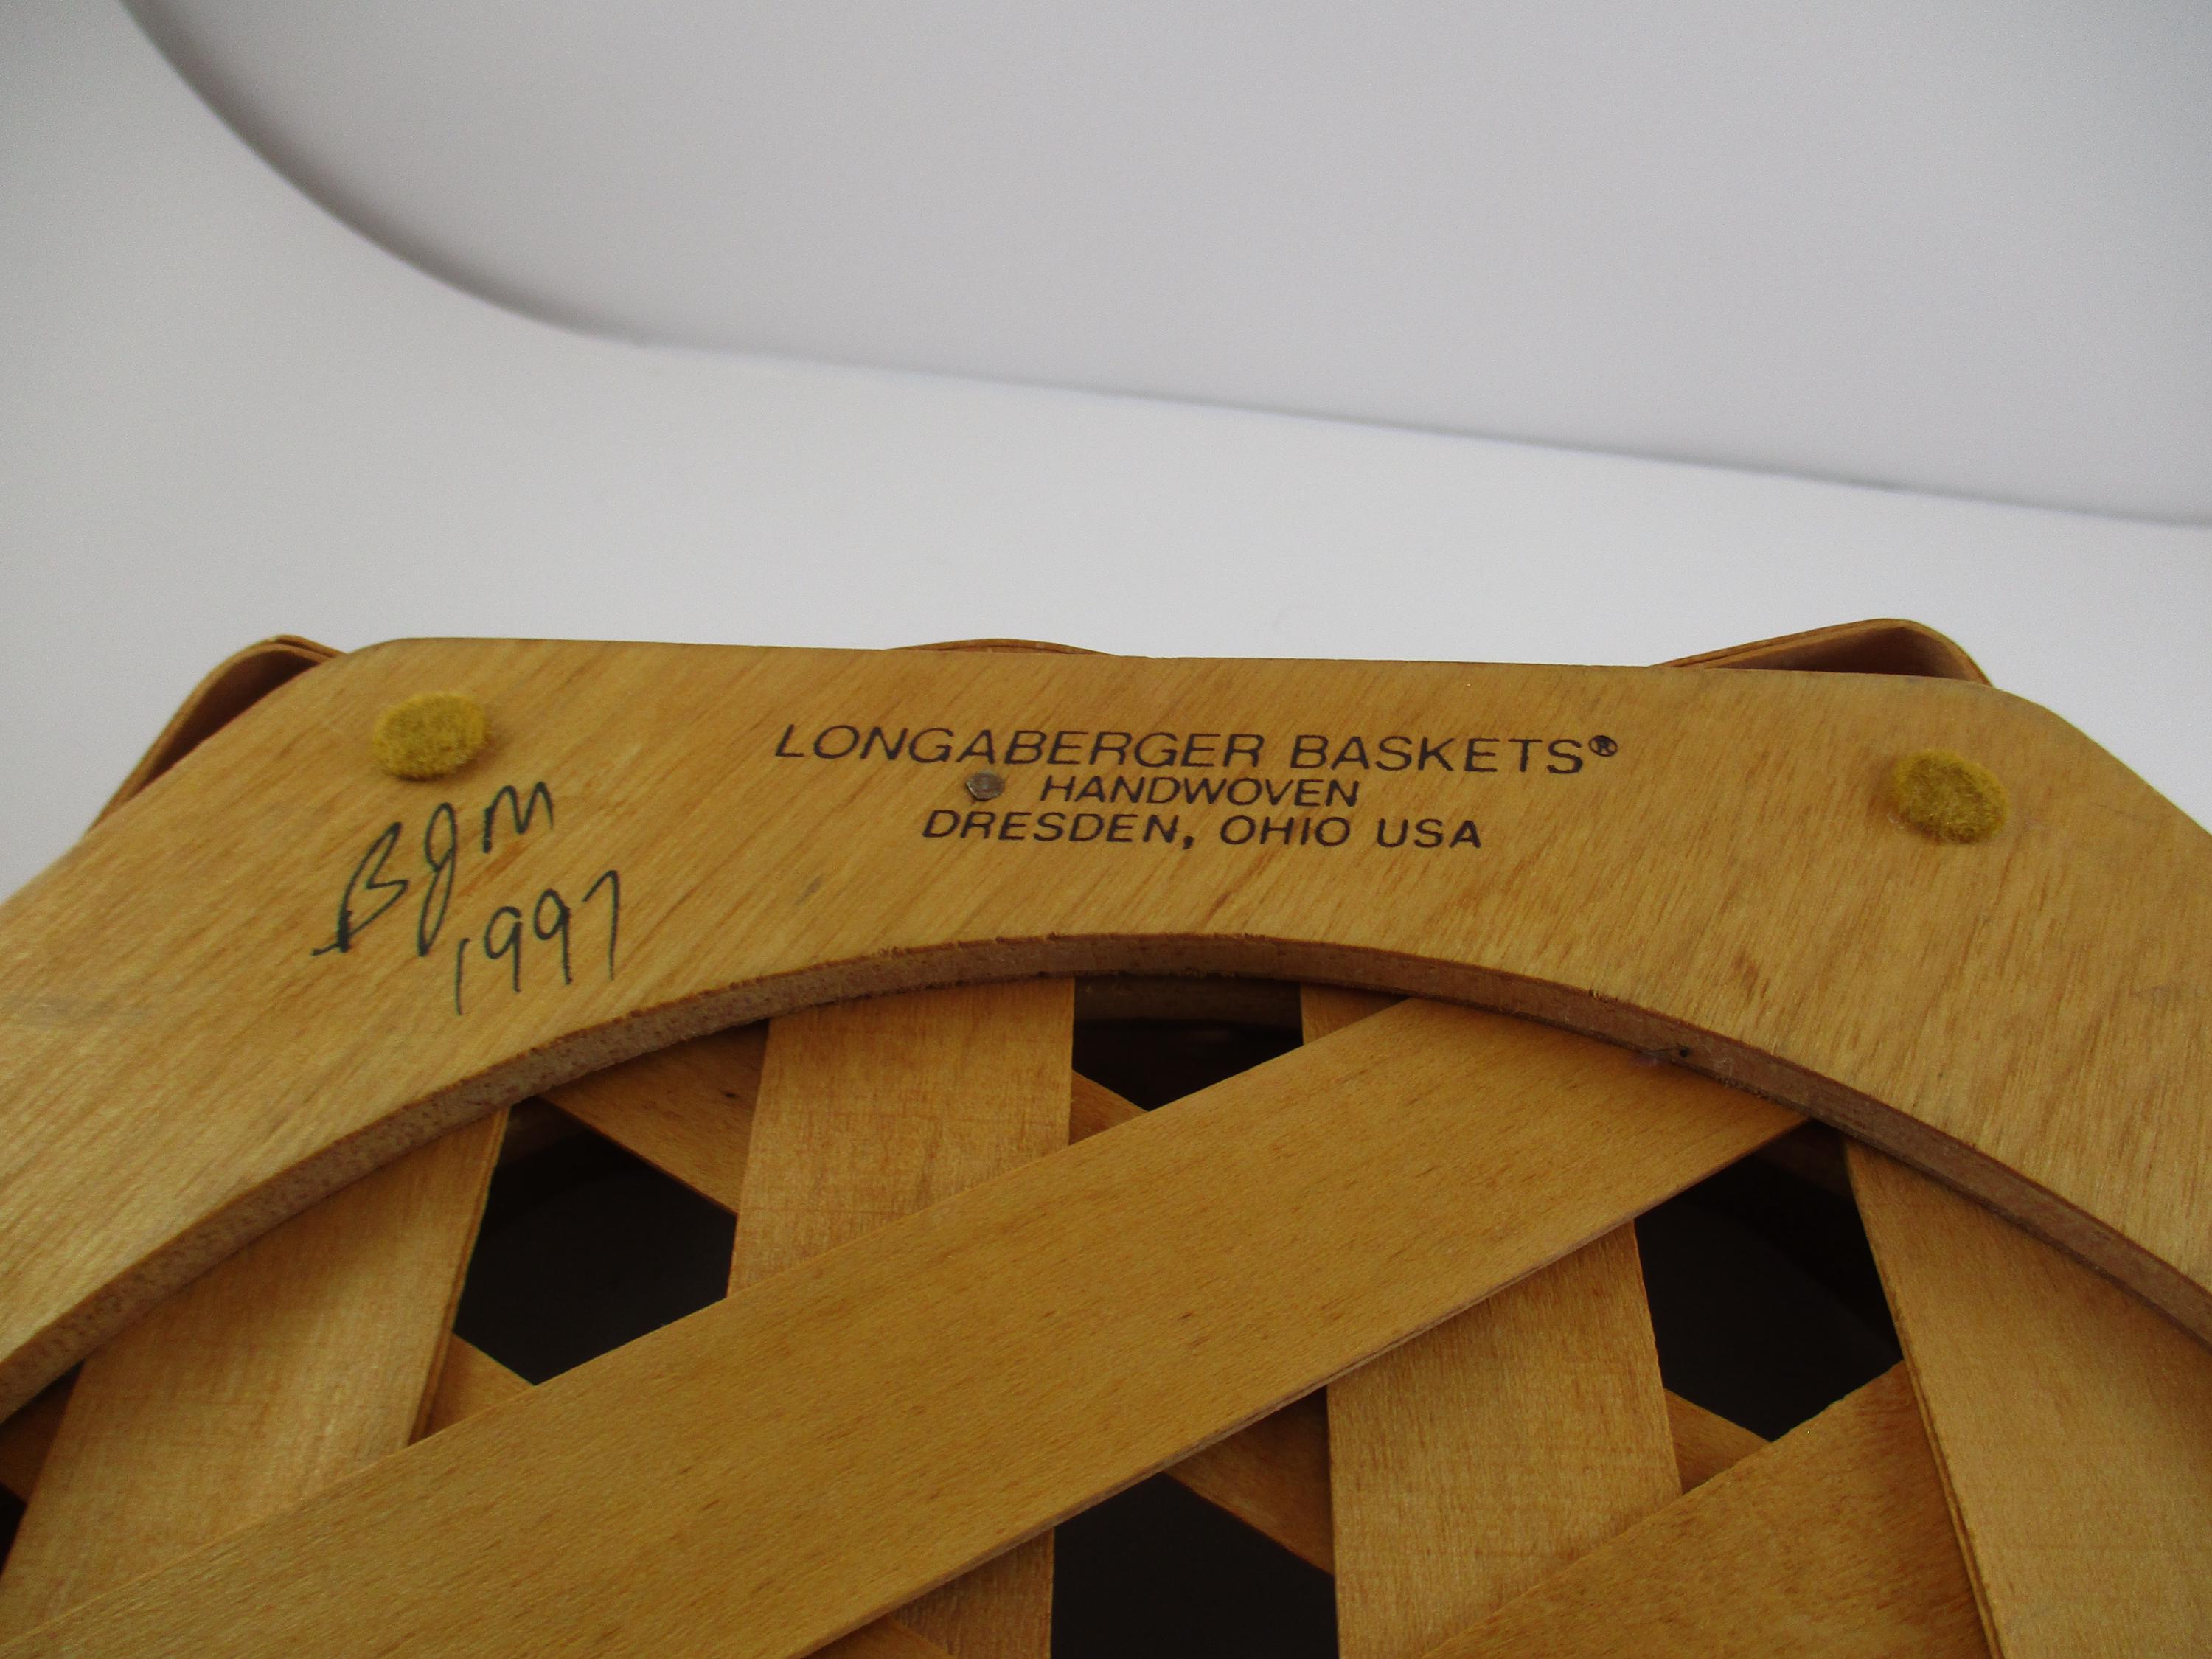 LONGABERGER BASKETS®
HANDWOVEN
DRESDEN, OHIO USA
BJM
1997